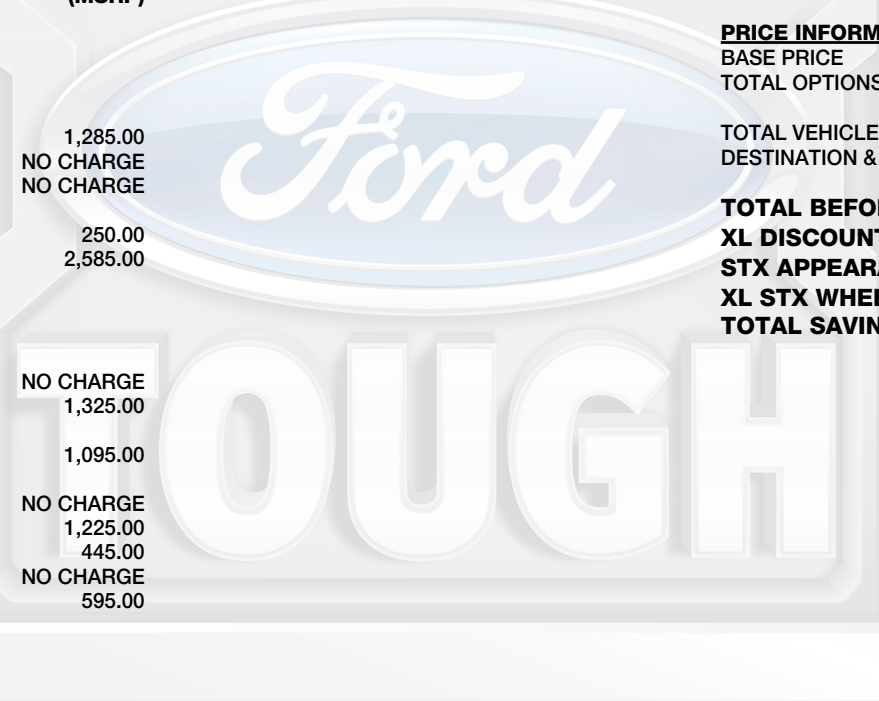 (MSRP)
1,285.00
NO CHARGE
NO CHARGE
250.00
2,585.00
NO CHARGE
1,325.00
1,095.00
NO CHARGE
1,225.00
445.00
NO CHARGE
595.00
PRICE INFORM
BASE PRICE
TOTAL OPTIONS
TOTAL VEHICLE
DESTINATION &
TOTAL BEFO
XL DISCOUNT
STX APPEAR
XL STX WHEE
TOTAL SAVIN
Ford
TOUGH